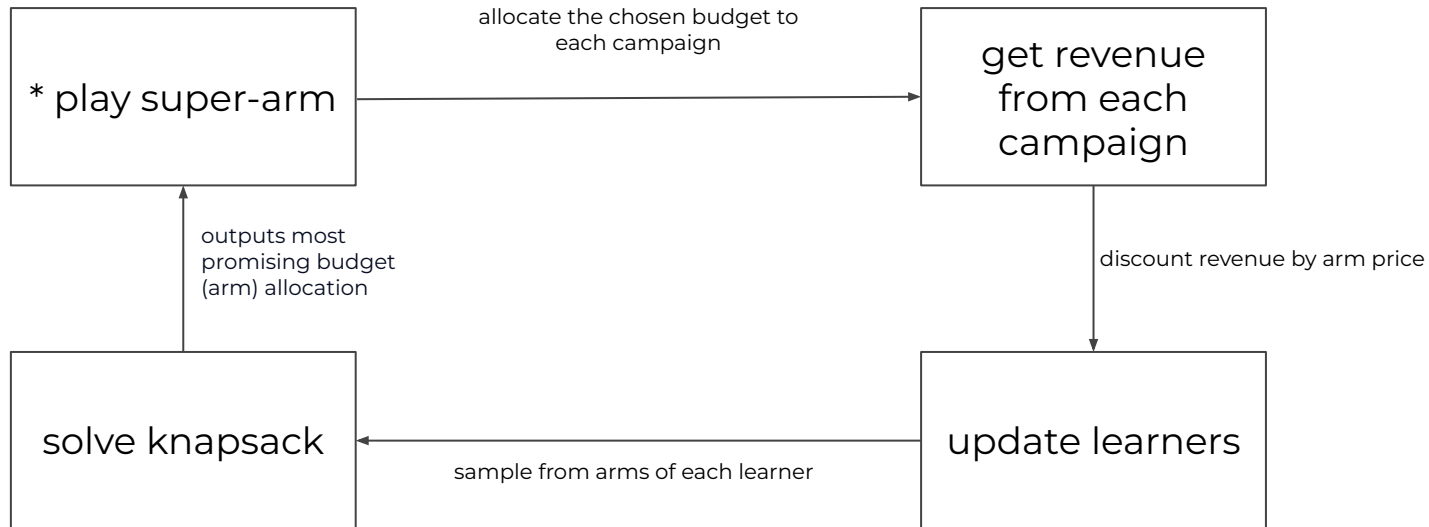 allocate the chosen budget to
each campaign
* play super-arm
get revenue
from each
campaign
outputs most
promising budget
(arm) allocation
discount revenue by arm price
solve knapsack
sample from arms of each learner
update learners